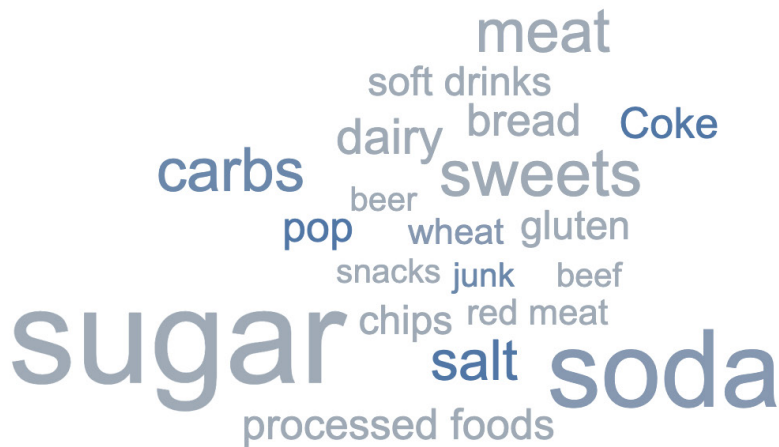 meat
soft drinks
bread
Coke
dairy
carbs
sweets
beer
pop
wheat
gluten
snacks
junk
beef
sugar
chips
red meat
salt
soda
processed foods